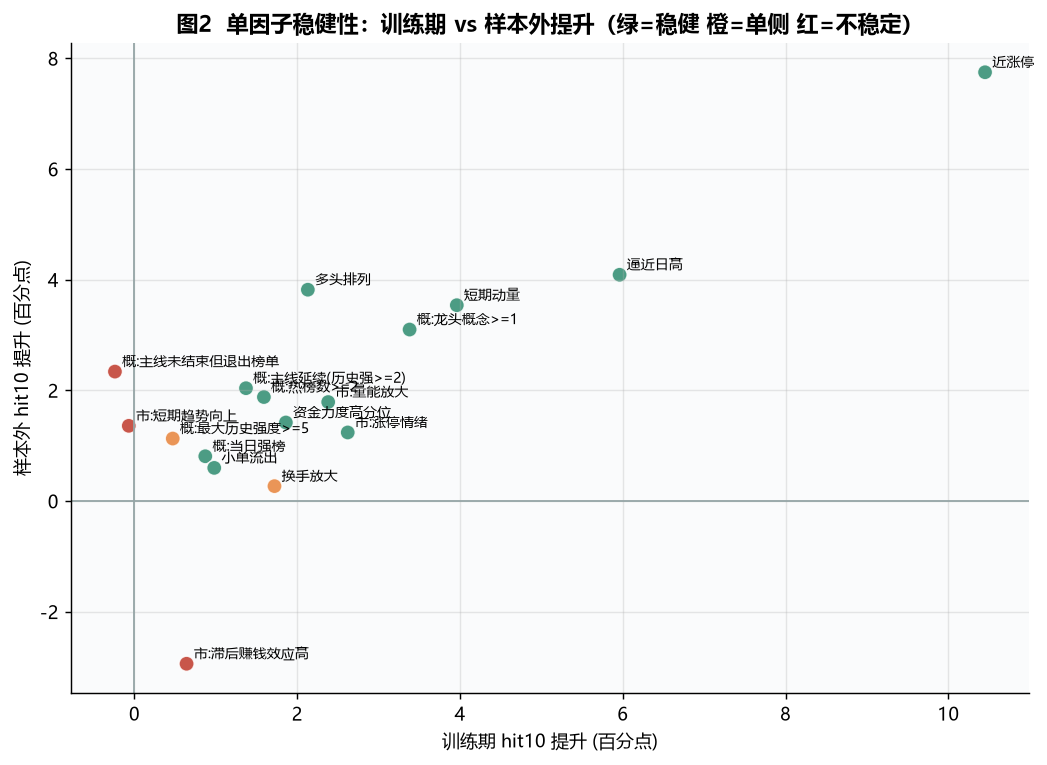 图2 单因子稳健性：训练期 vs 样本外提升（绿=稳健 橙=单侧 红=不稳定）
8
近涨停
6
逼近日高
4
多头排列
短期动量
概:龙头概念>=1
概:主线未结束但退出榜单
概:主线延续(历史强>=2)
概:热榜数>=2
市:量能放大
2
资金力度高分位
市:短期趋势向上
市:涨停情绪
概:最大历史强度>=5
概:当日强榜
小单流出
换手放大
0
-2
市:滞后赚钱效应高
0 2 4 6 8 10
训练期 hit10 提升 (百分点)
样本外 hit10 提升 (百分点)